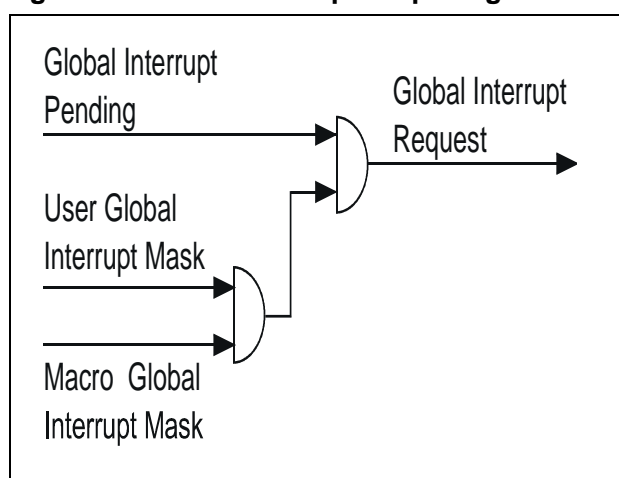 Global Interrupt
Pending
Global Interrupt
Request
User Global
Interrupt Mask
Macro Global
Interrupt Mask